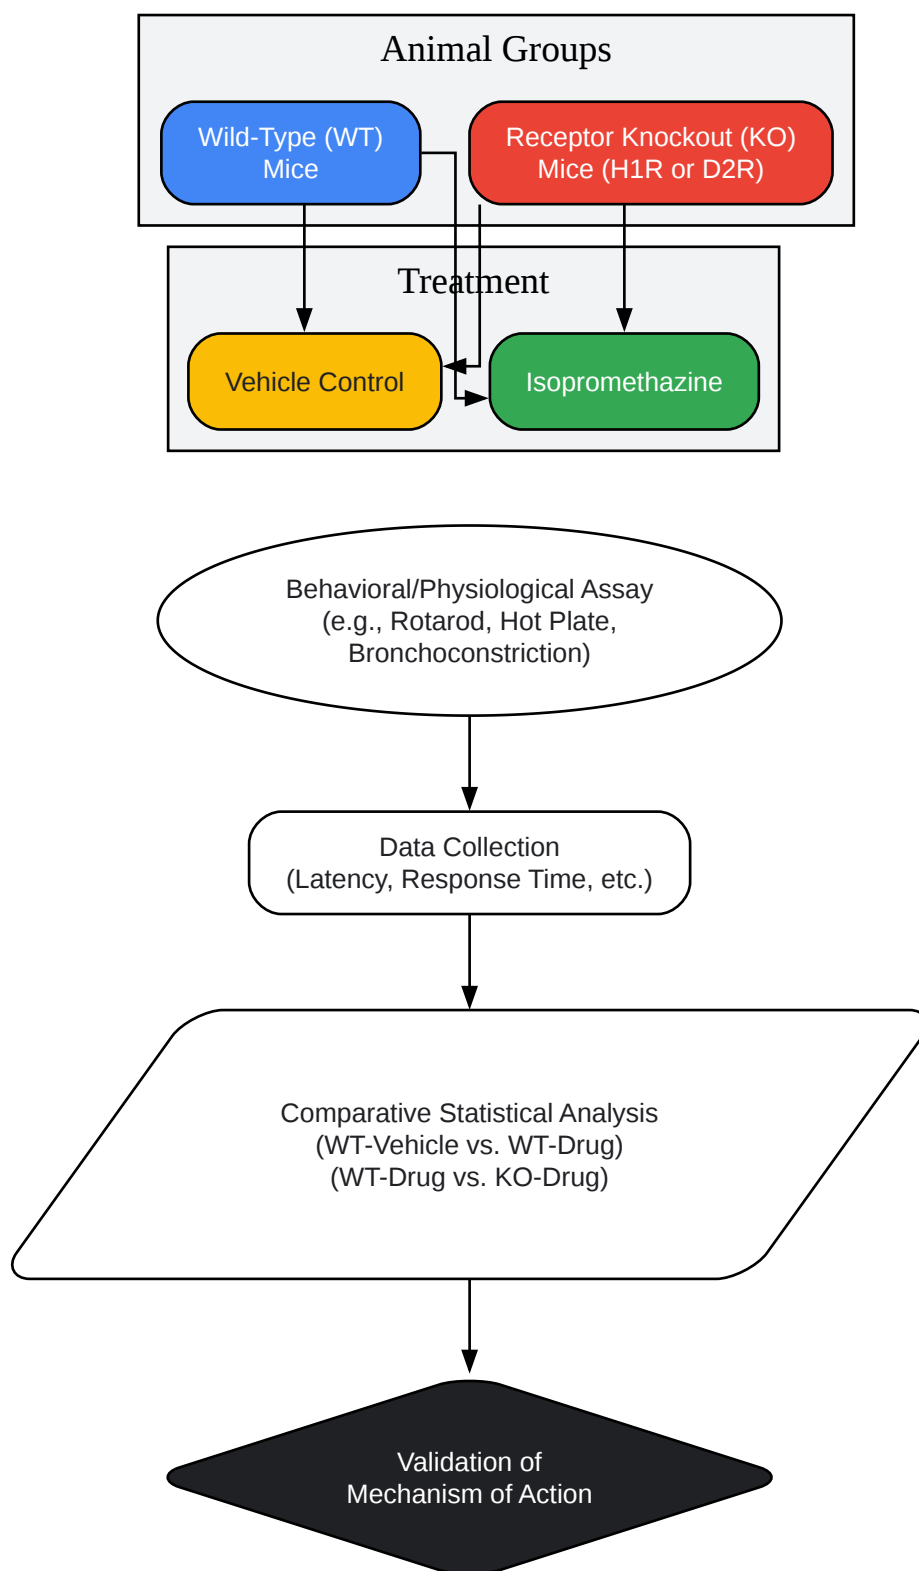 Animal Groups
Wild-Type (WT)
Mice
Receptor Knockout (KO)
Mice (H1R or D2R)
Treatment
Vehicle Control
Isopromethazine
Behavioral/Physiological Assay
(e.g., Rotarod, Hot Plate,
Bronchoconstriction)
Data Collection
(Latency, Response Time, etc.)
Comparative Statistical Analysis
(WT-Vehicle vs. WT-Drug)
(WT-Drug vs. KO-Drug)
Validation of
Mechanism of Action